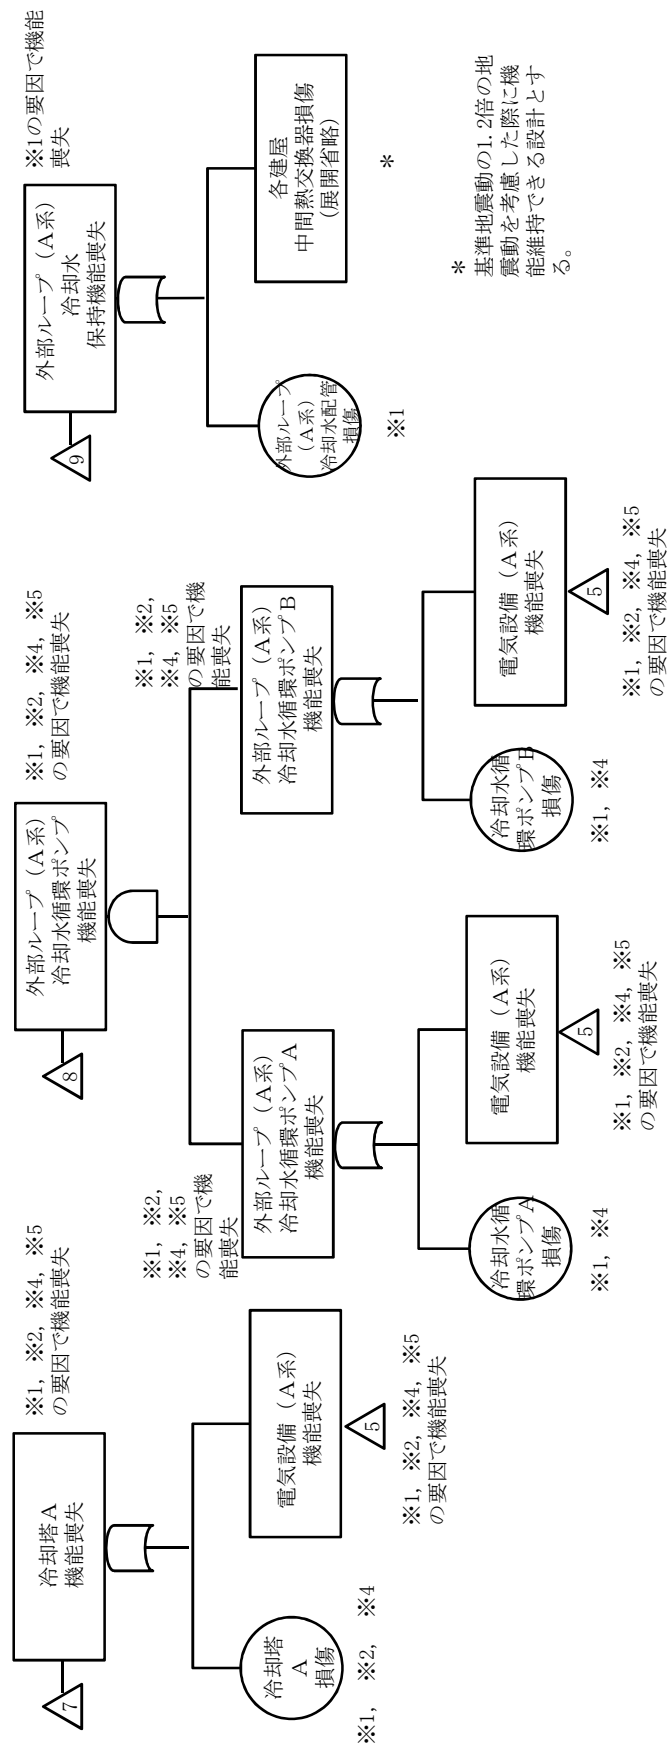 冷却塔A
機能喪失
※1, ※2, ※4, ※5
の要因で機能喪失
7
冷却塔
A
損傷
※1, ※2, ※4
電気設備（A系）
機能喪失
5
※1, ※2, ※4, ※5
の要因で機能喪失
外部ループ（A系）
冷却水循環ポンプ
機能喪失
※1, ※2, ※4, ※5
の要因で機能喪失
8
※1, ※2,
※4, ※5
の要因で機
能喪失
外部ループ（A系）
冷却水循環ポンプA
機能喪失
冷却水循
環ポンプA
損傷
※1, ※4
電気設備（A系）
機能喪失
5
※1, ※2, ※4, ※5
の要因で機能喪失
※1, ※2,
※4, ※5
の要因で機
能喪失
外部ループ（A系）
冷却水循環ポンプB
機能喪失
冷却水循
環ポンプB
損傷
※1, ※4
電気設備（A系）
機能喪失
5
※1, ※2, ※4, ※5
の要因で機能喪失
外部ループ（A系）
冷却水
保持機能喪失
※1の要因で機能
喪失
9
外部ループ
（A系）
冷却水配管
損傷
※1
各建屋
中間熱交換器損傷
(展開省略)
*
*
基準地震動の1.2倍の地
震動を考慮した際に機
能維持できる設計とす
る。